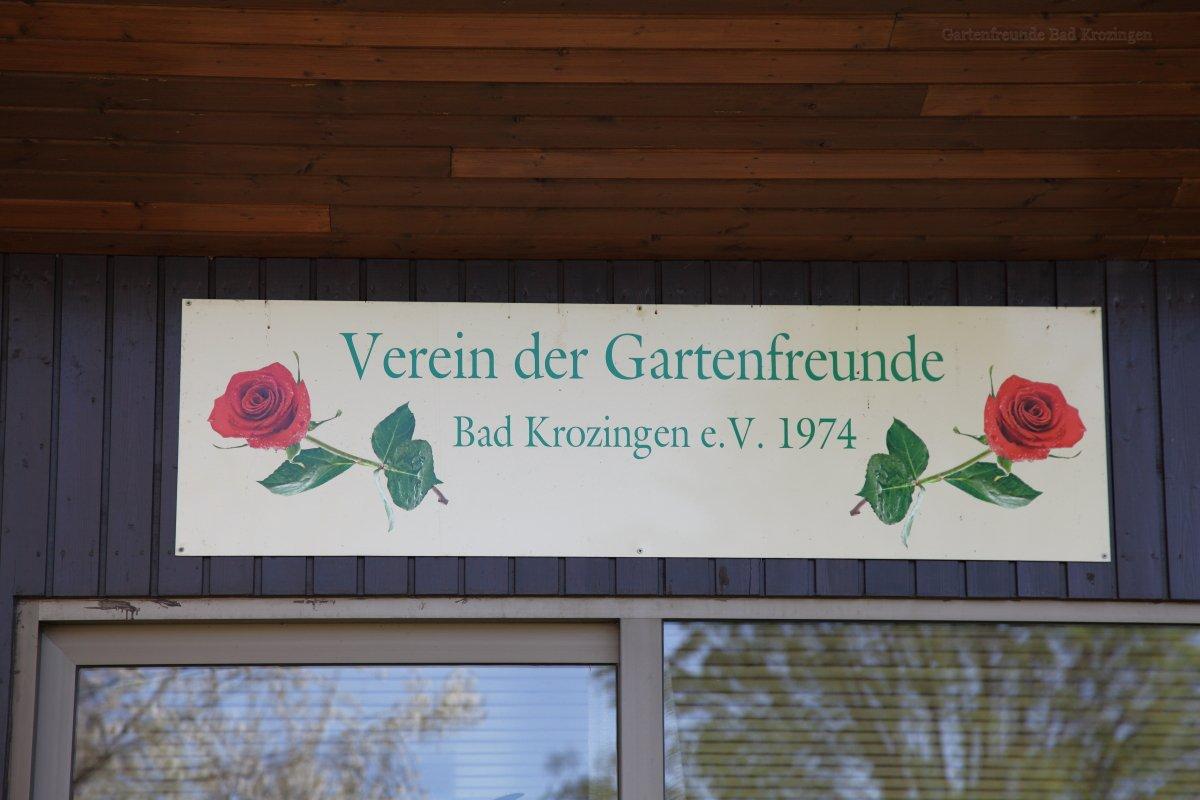 Gartenfreunde Bad Krozingen
Verein der Gartenfreunde
Bad Krozingen e.V. 1974